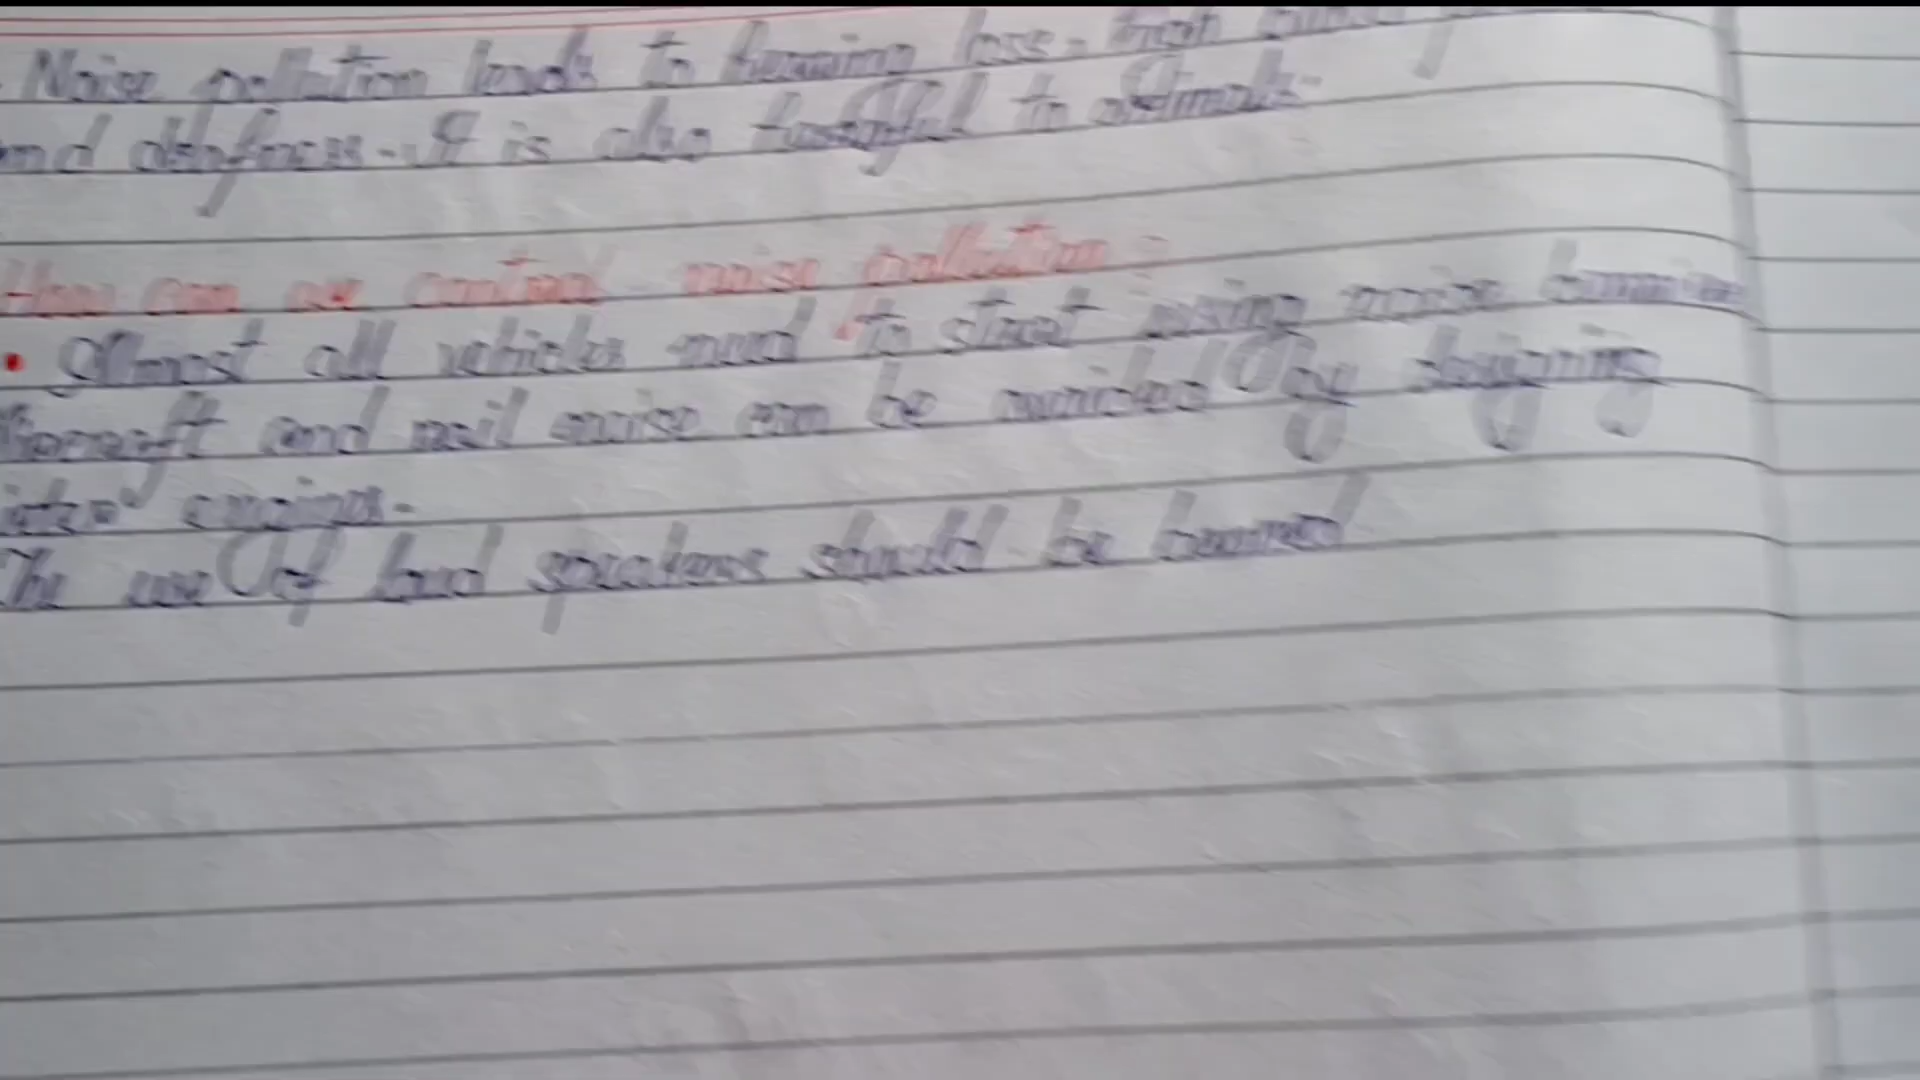 Noise pollution leads to hearing loss. High
and deafness. It is also harmful to animals.
How can we control noise pollution :-
• Almost all vehicles need to start using noise barriers
Aircraft and rail noise can be avoided by designing
engines.
The use of loud speakers should be banned